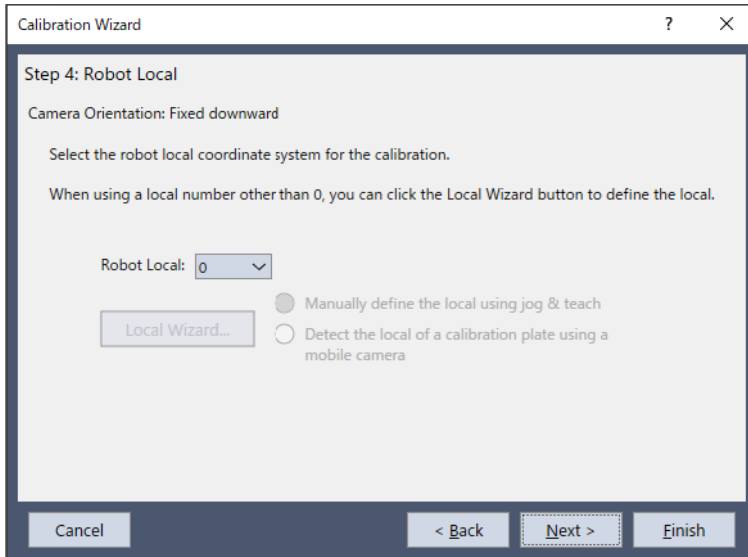 Calibration Wizard ?
Step 4: Robot Local
Camera Orientation: Fixed downward
Select the robot local coordinate system for the calibration.
When using a local number other than 0, you can click the Local Wizard button to define the local.
Robot Local: 0
Manually define the local using jog & teach
Local Wizard...
Detect the local of a calibration plate using a
mobile camera
Cancel < Back Next > Finish